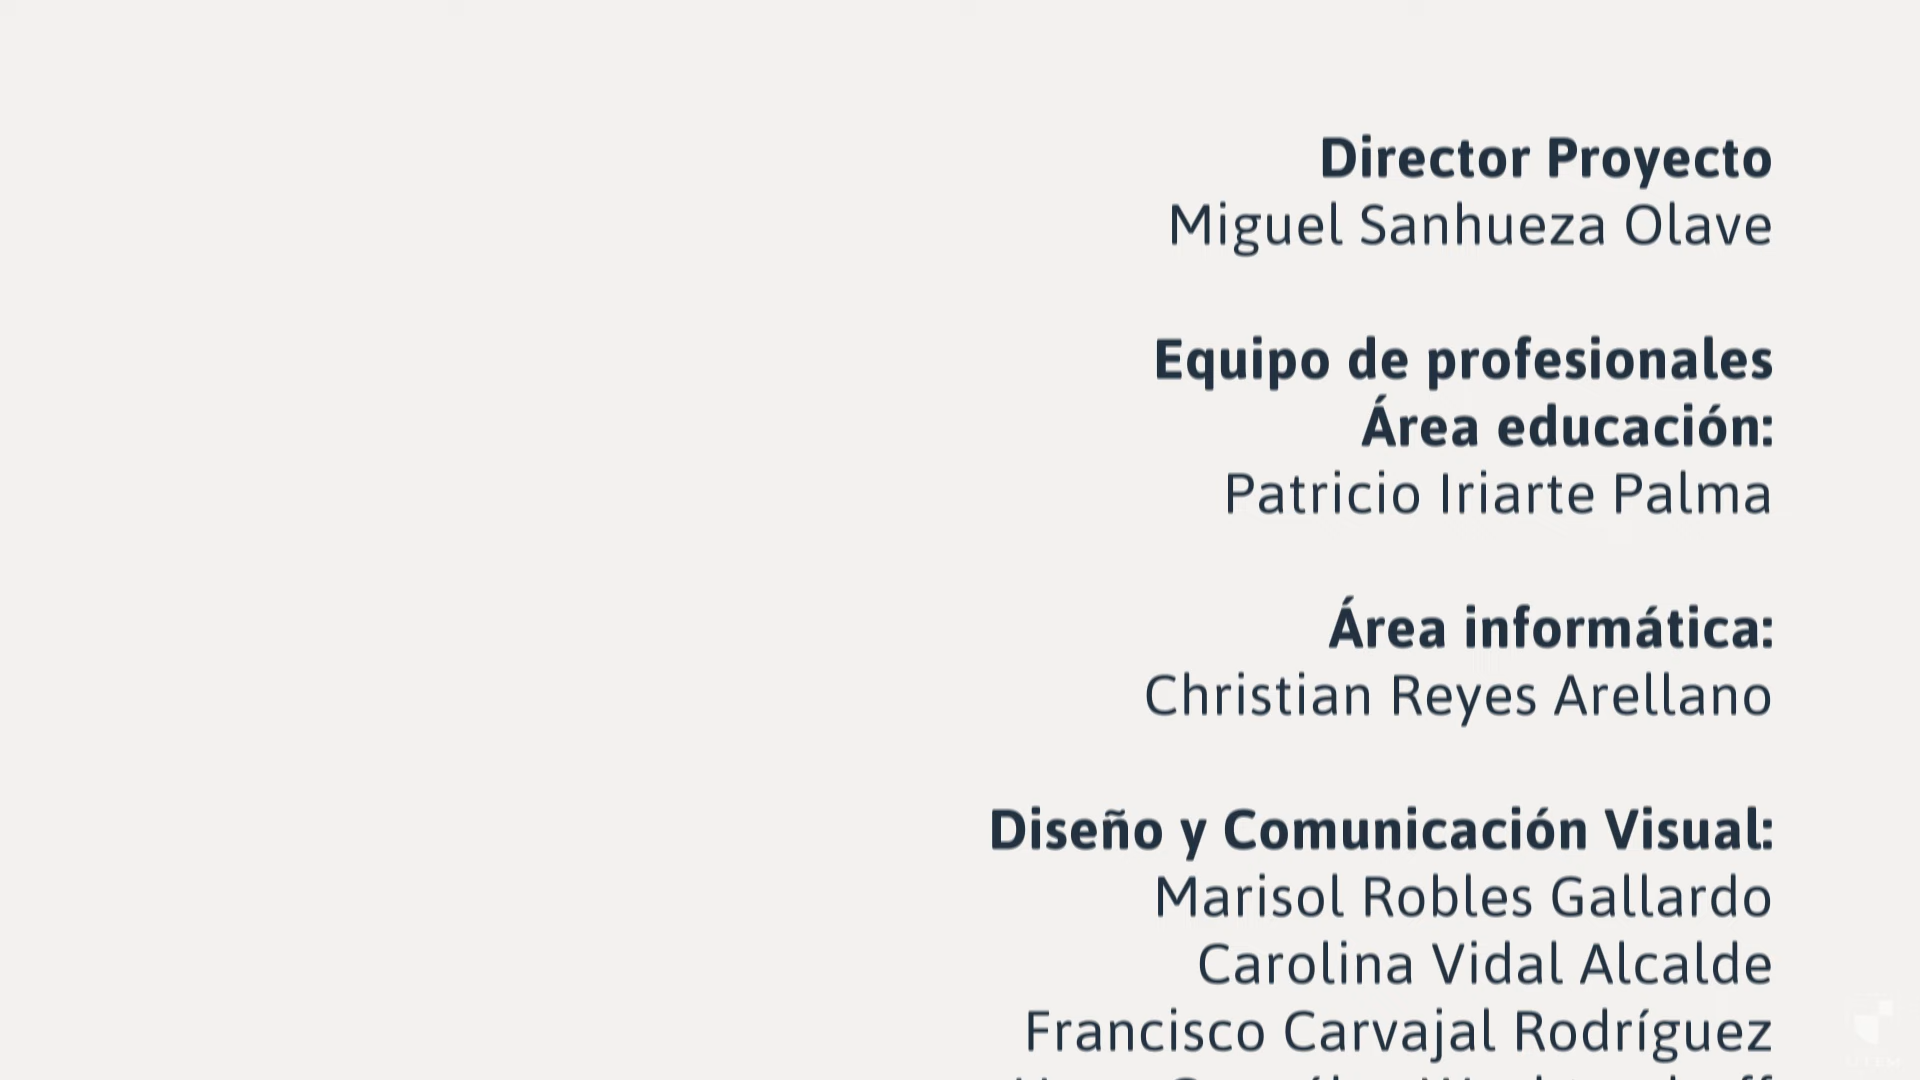 Director Proyecto
Miguel Sanhueza Olave
Equipo de profesionales
Área educación:
Patricio Iriarte Palma
Área informática:
Christian Reyes Arellano
Diseño y Comunicación Visual:
Marisol Robles Gallardo
Carolina Vidal Alcalde
Francisco Carvajal Rodríguez
UTEM